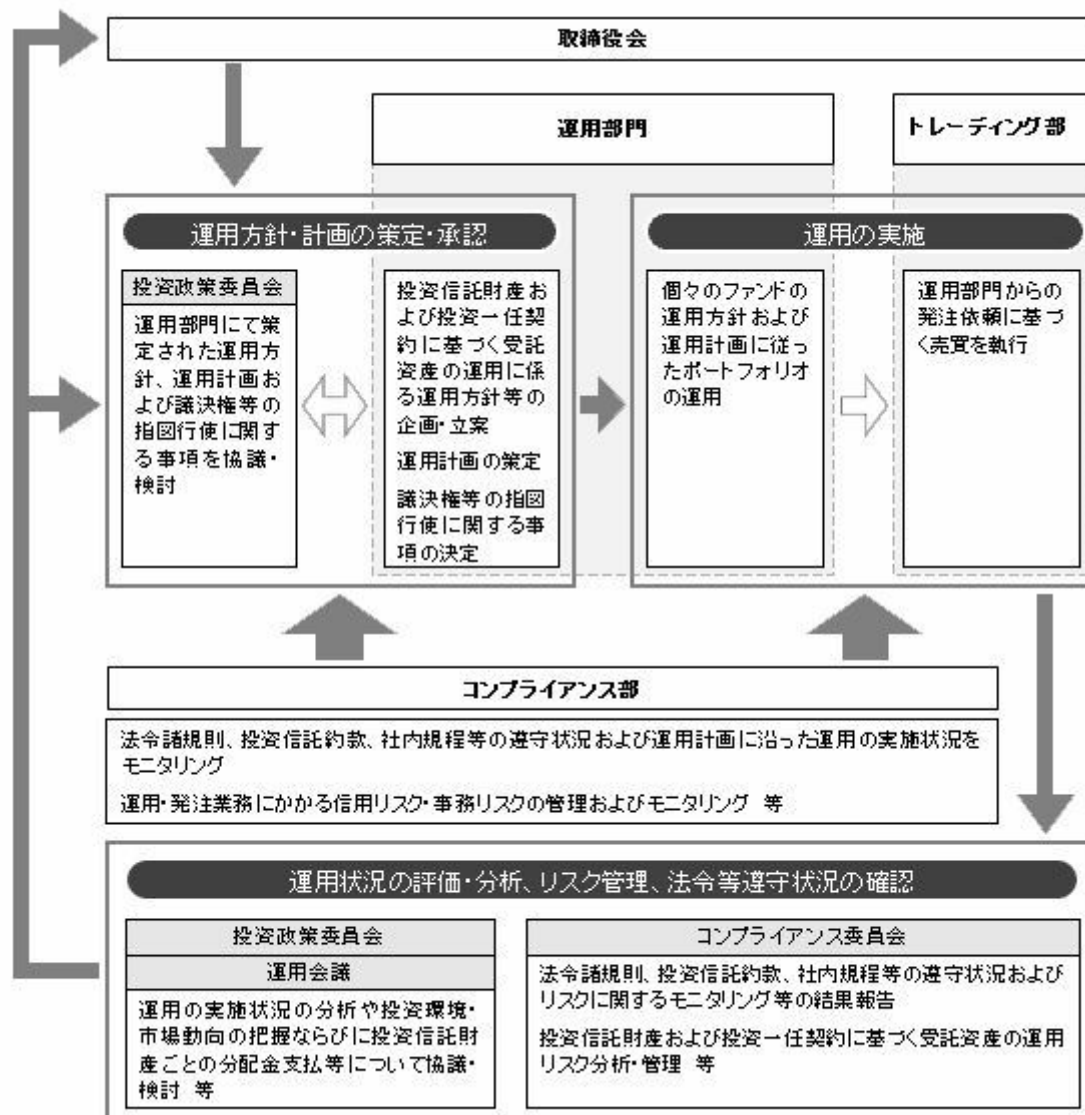 取締役会
運用部門
トレーディング部
運用方針・計画の策定・承認
投資政策委員会
運用部門にて策
定された運用方
針、運用計画お
よび議決権等の
指図行使に関す
る事項を協議・
検討
投資信託財産お
よび投資一任契
約に基づく受託
資産の運用に係
る運用方針等の
企画・立案
運用計画の策定
議決権等の指図
行使に関する事
項の決定
運用の実施
個々のファンドの
運用方針および
運用計画に従っ
たポートフォリオ
の運用
運用部門からの
発注依頼に基づ
く売買を執行
コンプライアンス部
法令諸規則、投資信託約款、社内規程等の遵守状況および運用計画に沿った運用の実施状況を
モニタリング
運用・発注業務にかかる信用リスク・事務リスクの管理およびモニタリング 等
運用状況の評価・分析、リスク管理、法令等遵守状況の確認
投資政策委員会
運用会議
運用の実施状況の分析や投資環境・
市場動向の把握ならびに投資信託財
産ごとの分配金支払等について協議・
検討 等
コンプライアンス委員会
法令諸規則、投資信託約款、社内規程等の遵守状況および
リスクに関するモニタリング等の結果報告
投資信託財産および投資一任契約に基づく受託資産の運用
リスク分析・管理 等